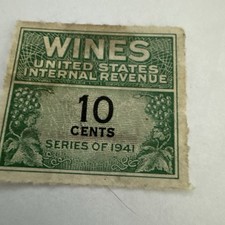 WINES
UNITED STATES
INTERNAL REVENUE
10
CENTS
SERIES OF 1941